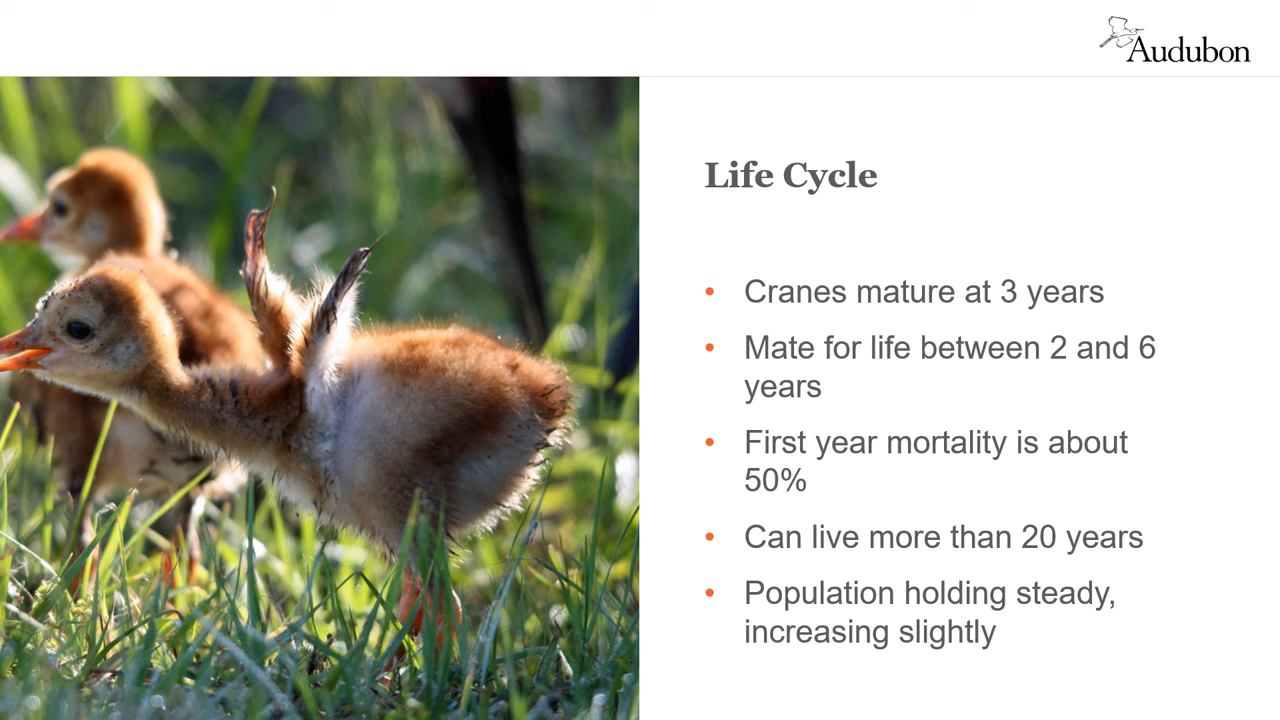 Audubon
Life Cycle
• Cranes mature at 3 years
• Mate for life between 2 and 6
years
• First year mortality is about
50%
• Can live more than 20 years
• Population holding steady,
increasing slightly